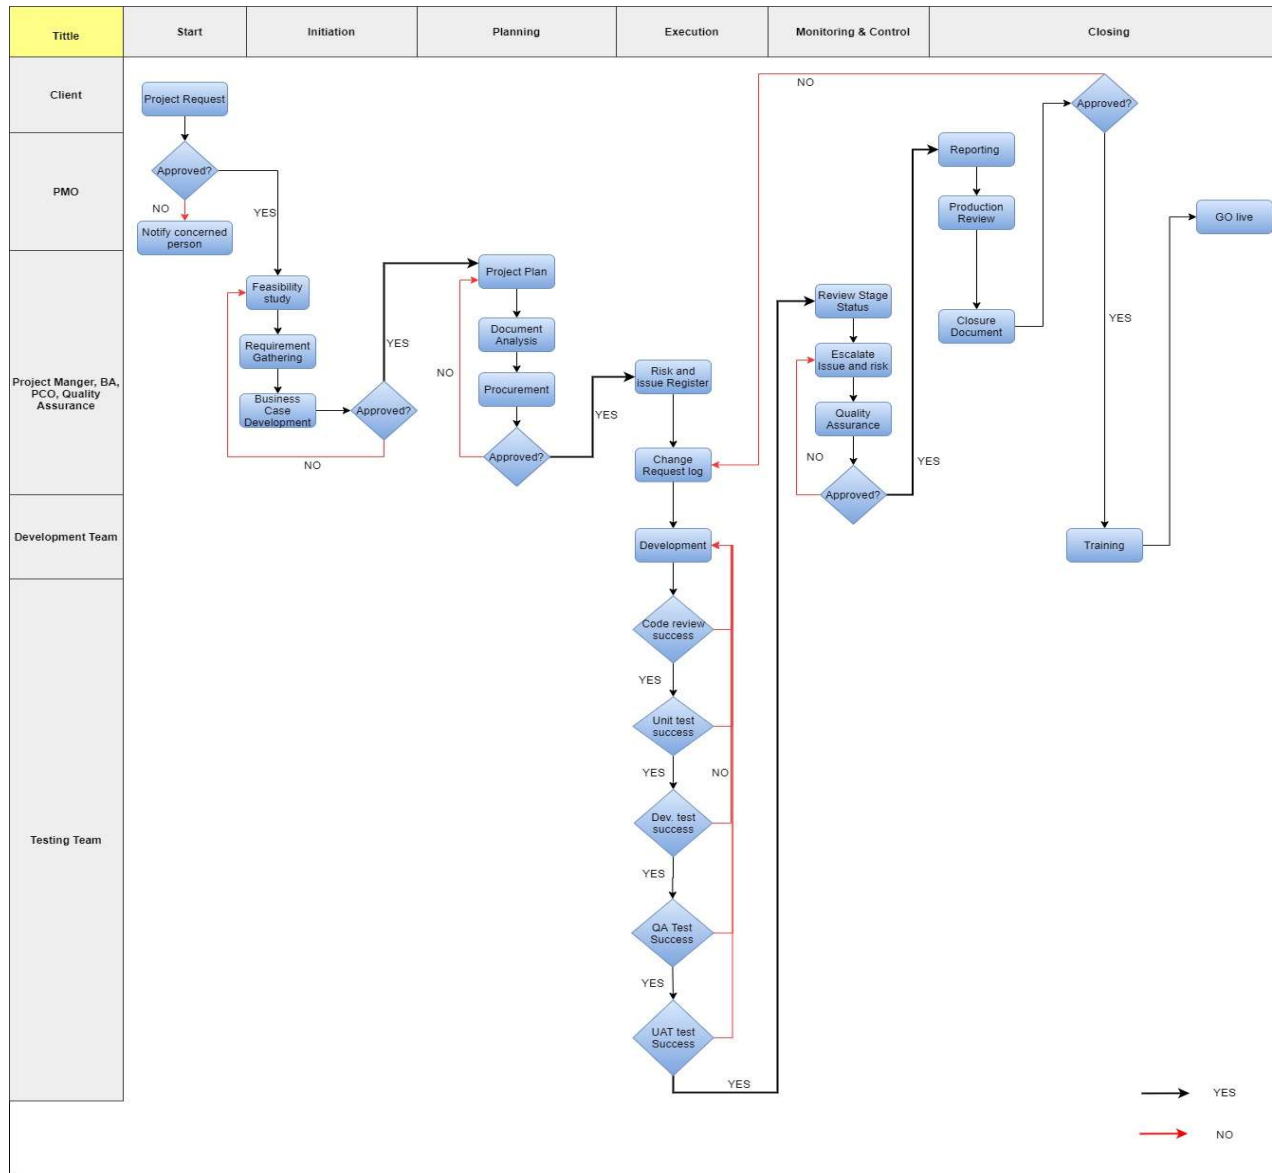 Tittle
Start
Initiation
Planning
Execution
Monitoring & Control
Closing
Client
Project Request
NO
Approved?
PMO
Approved?
NO
YES
Notify concerned
person
Reporting
Production
Review
GO live
Project Manger, BA,
PCO, Quality
Assurance
Feasibility
study
Requirement
Gathering
Business
Case
Development
Approved?
YES
NO
Project Plan
Document
Analysis
Procurement
Approved?
NO
YES
Risk and
issue Register
Change
Request log
Review Stage
Status
Escalate
Issue and risk
Quality
Assurance
NO
Approved?
YES
Closure
Document
YES
Development Team
Development
Training
Testing Team
Code review
success
YES
Unit test
success
YES
NO
Dev. test
success
YES
QA Test
Success
YES
UAT test
Success
YES
YES
NO